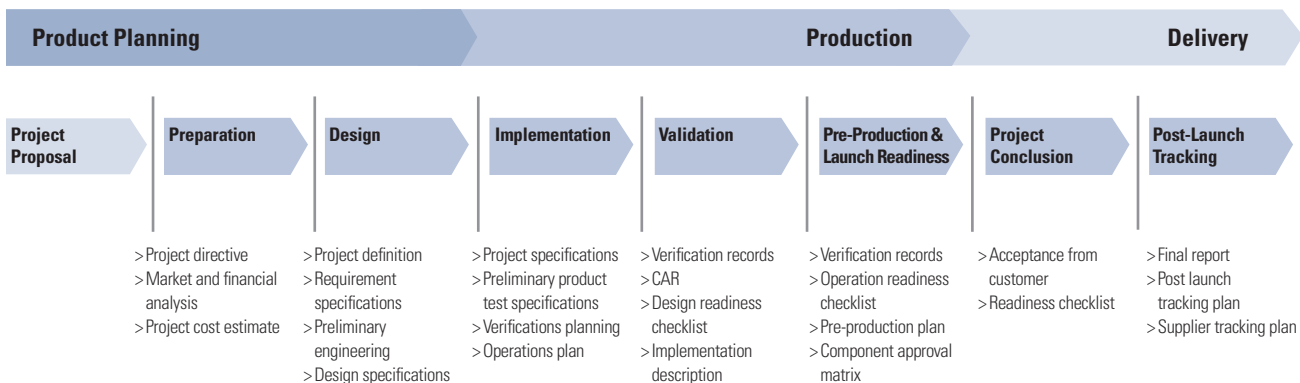 Product Planning
Production
Delivery
Project
Proposal
Preparation
Design
Implementation
Validation
Pre-Production &
Launch Readiness
Project
Conclusion
Post-Launch
Tracking
>Project directive
>Market and financial
analysis
>Project cost estimate
>Project definition
>Requirement
specifications
>Preliminary
engineering
>Design specifications
>Project specifications
>Preliminary product
test specifications
>Verifications planning
>Operations plan
>Verification records
>CAR
>Design readiness
checklist
>Implementation
description
>Verification records
>Operation readiness
checklist
>Pre-production plan
>Component approval
matrix
>Acceptance from
customer
>Readiness checklist
>Final report
>Post launch
tracking plan
>Supplier tracking plan